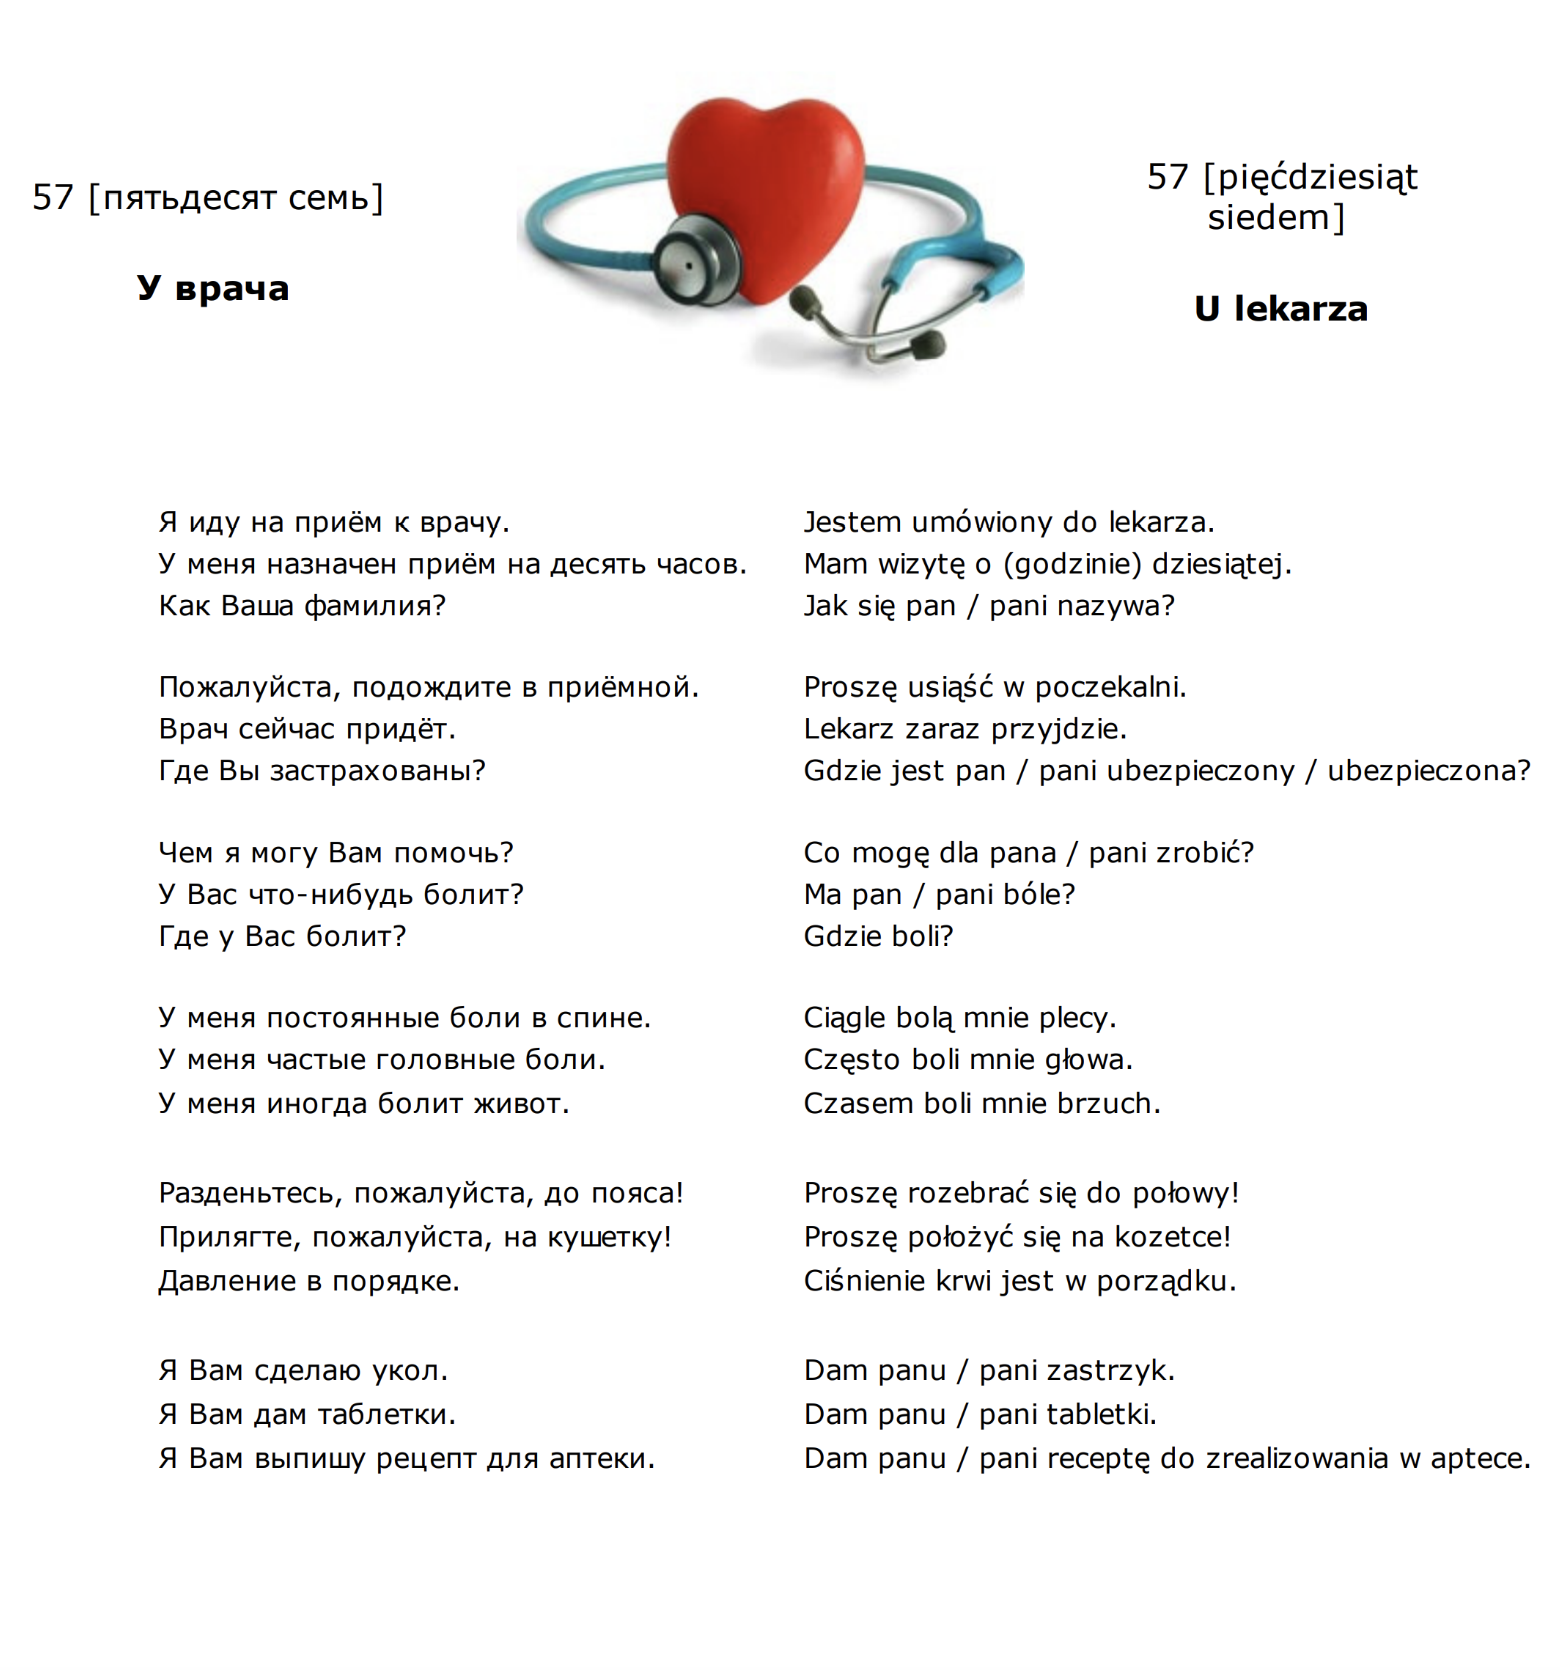 57 [пятьдесят семь]
У врача
57 [pięćdziesiąt
siedem]
U lekarza
Я иду на приём к врачу.
Jestem umówiony do lekarza.
У меня назначен приём на десять часов.
Mam wizytę o (godzinie) dziesiątej.
Как Ваша фамилия?
Jak się pan / pani nazywa?
Пожалуйста, подождите в приёмной.
Proszę usiąść w poczekalni.
Врач сейчас придёт.
Lekarz zaraz przyjdzie.
Где Вы застрахованы?
Gdzie jest pan / pani ubezpieczony / ubezpieczona?
Чем я могу Вам помочь?
Co mogę dla pana / pani zrobić?
У Вас что-нибудь болит?
Ma pan / pani bóle?
Где у Вас болит?
Gdzie boli?
У меня постоянные боли в спине.
Ciągle bolą mnie plecy.
У меня частые головные боли.
Często boli mnie głowa.
У меня иногда болит живот.
Czasem boli mnie brzuch.
Разденьтесь, пожалуйста, до пояса!
Proszę rozebrać się do połowy!
Прилягте, пожалуйста, на кушетку!
Proszę położyć się na kozetce!
Давление в порядке.
Ciśnienie krwi jest w porządku.
Я Вам сделаю укол.
Dam panu / pani zastrzyk.
Я Вам дам таблетки.
Dam panu / pani tabletki.
Я Вам выпишу рецепт для аптеки.
Dam panu / pani receptę do zrealizowania w aptece.